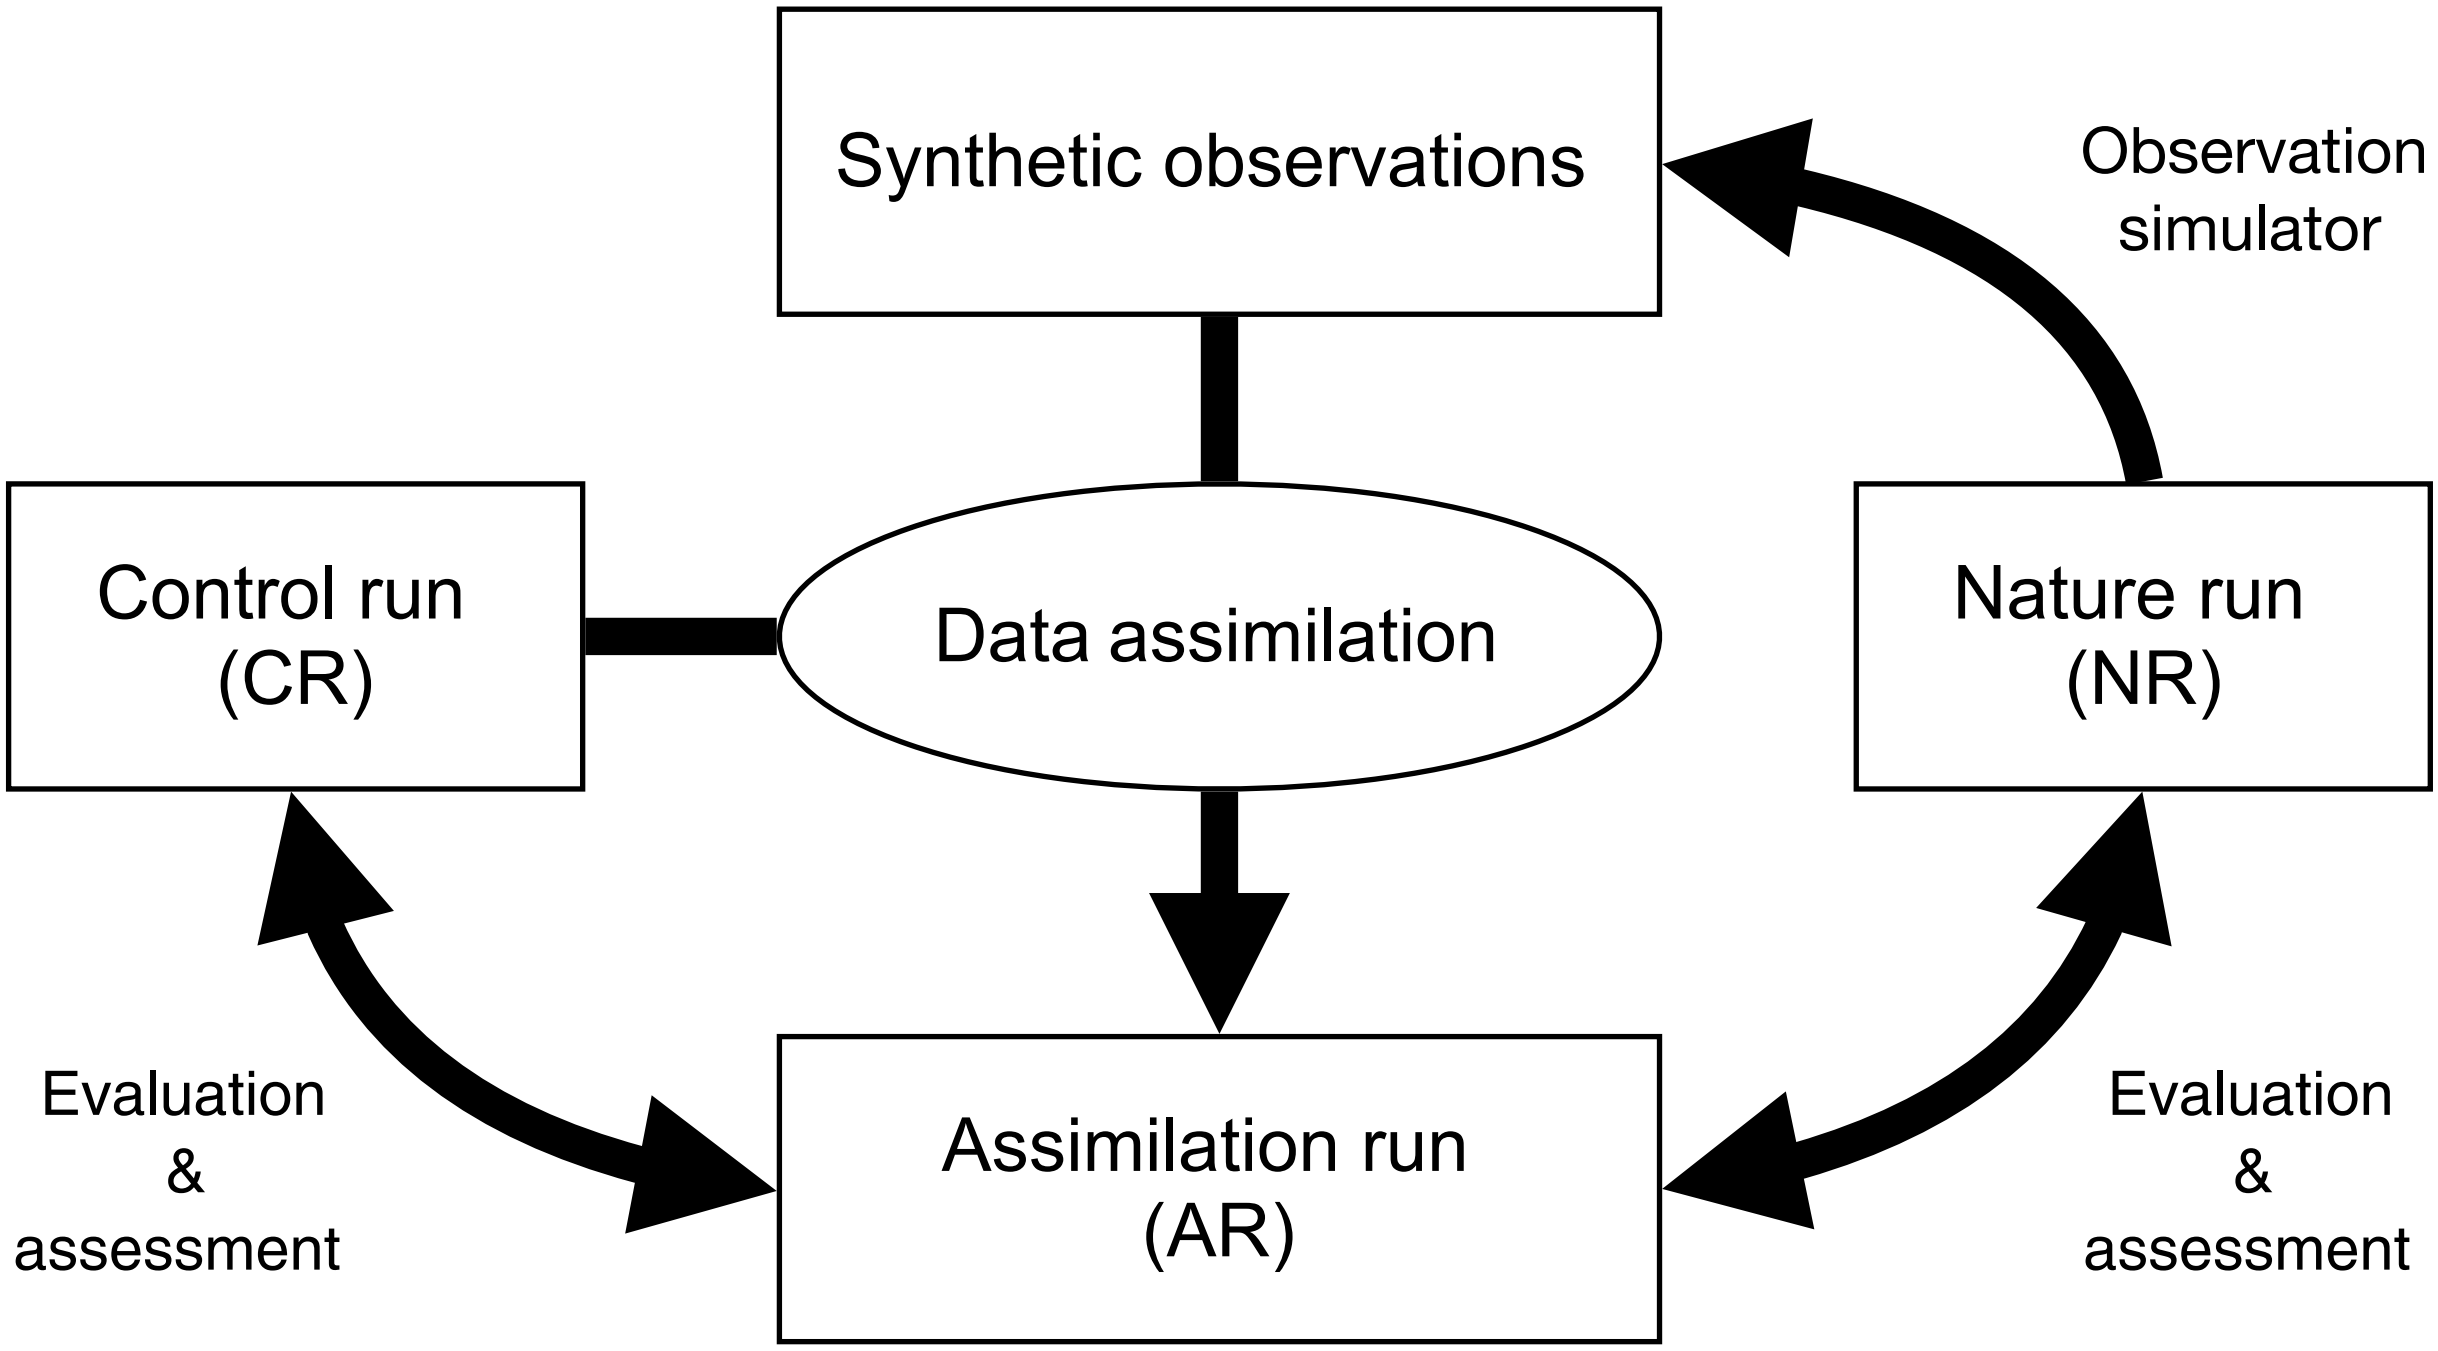 Synthetic observations
Observation
simulator
Control run
(CR)
Data assimilation
Nature run
(NR)
Evaluation
&
assessment
Assimilation run
(AR)
Evaluation
&
assessment